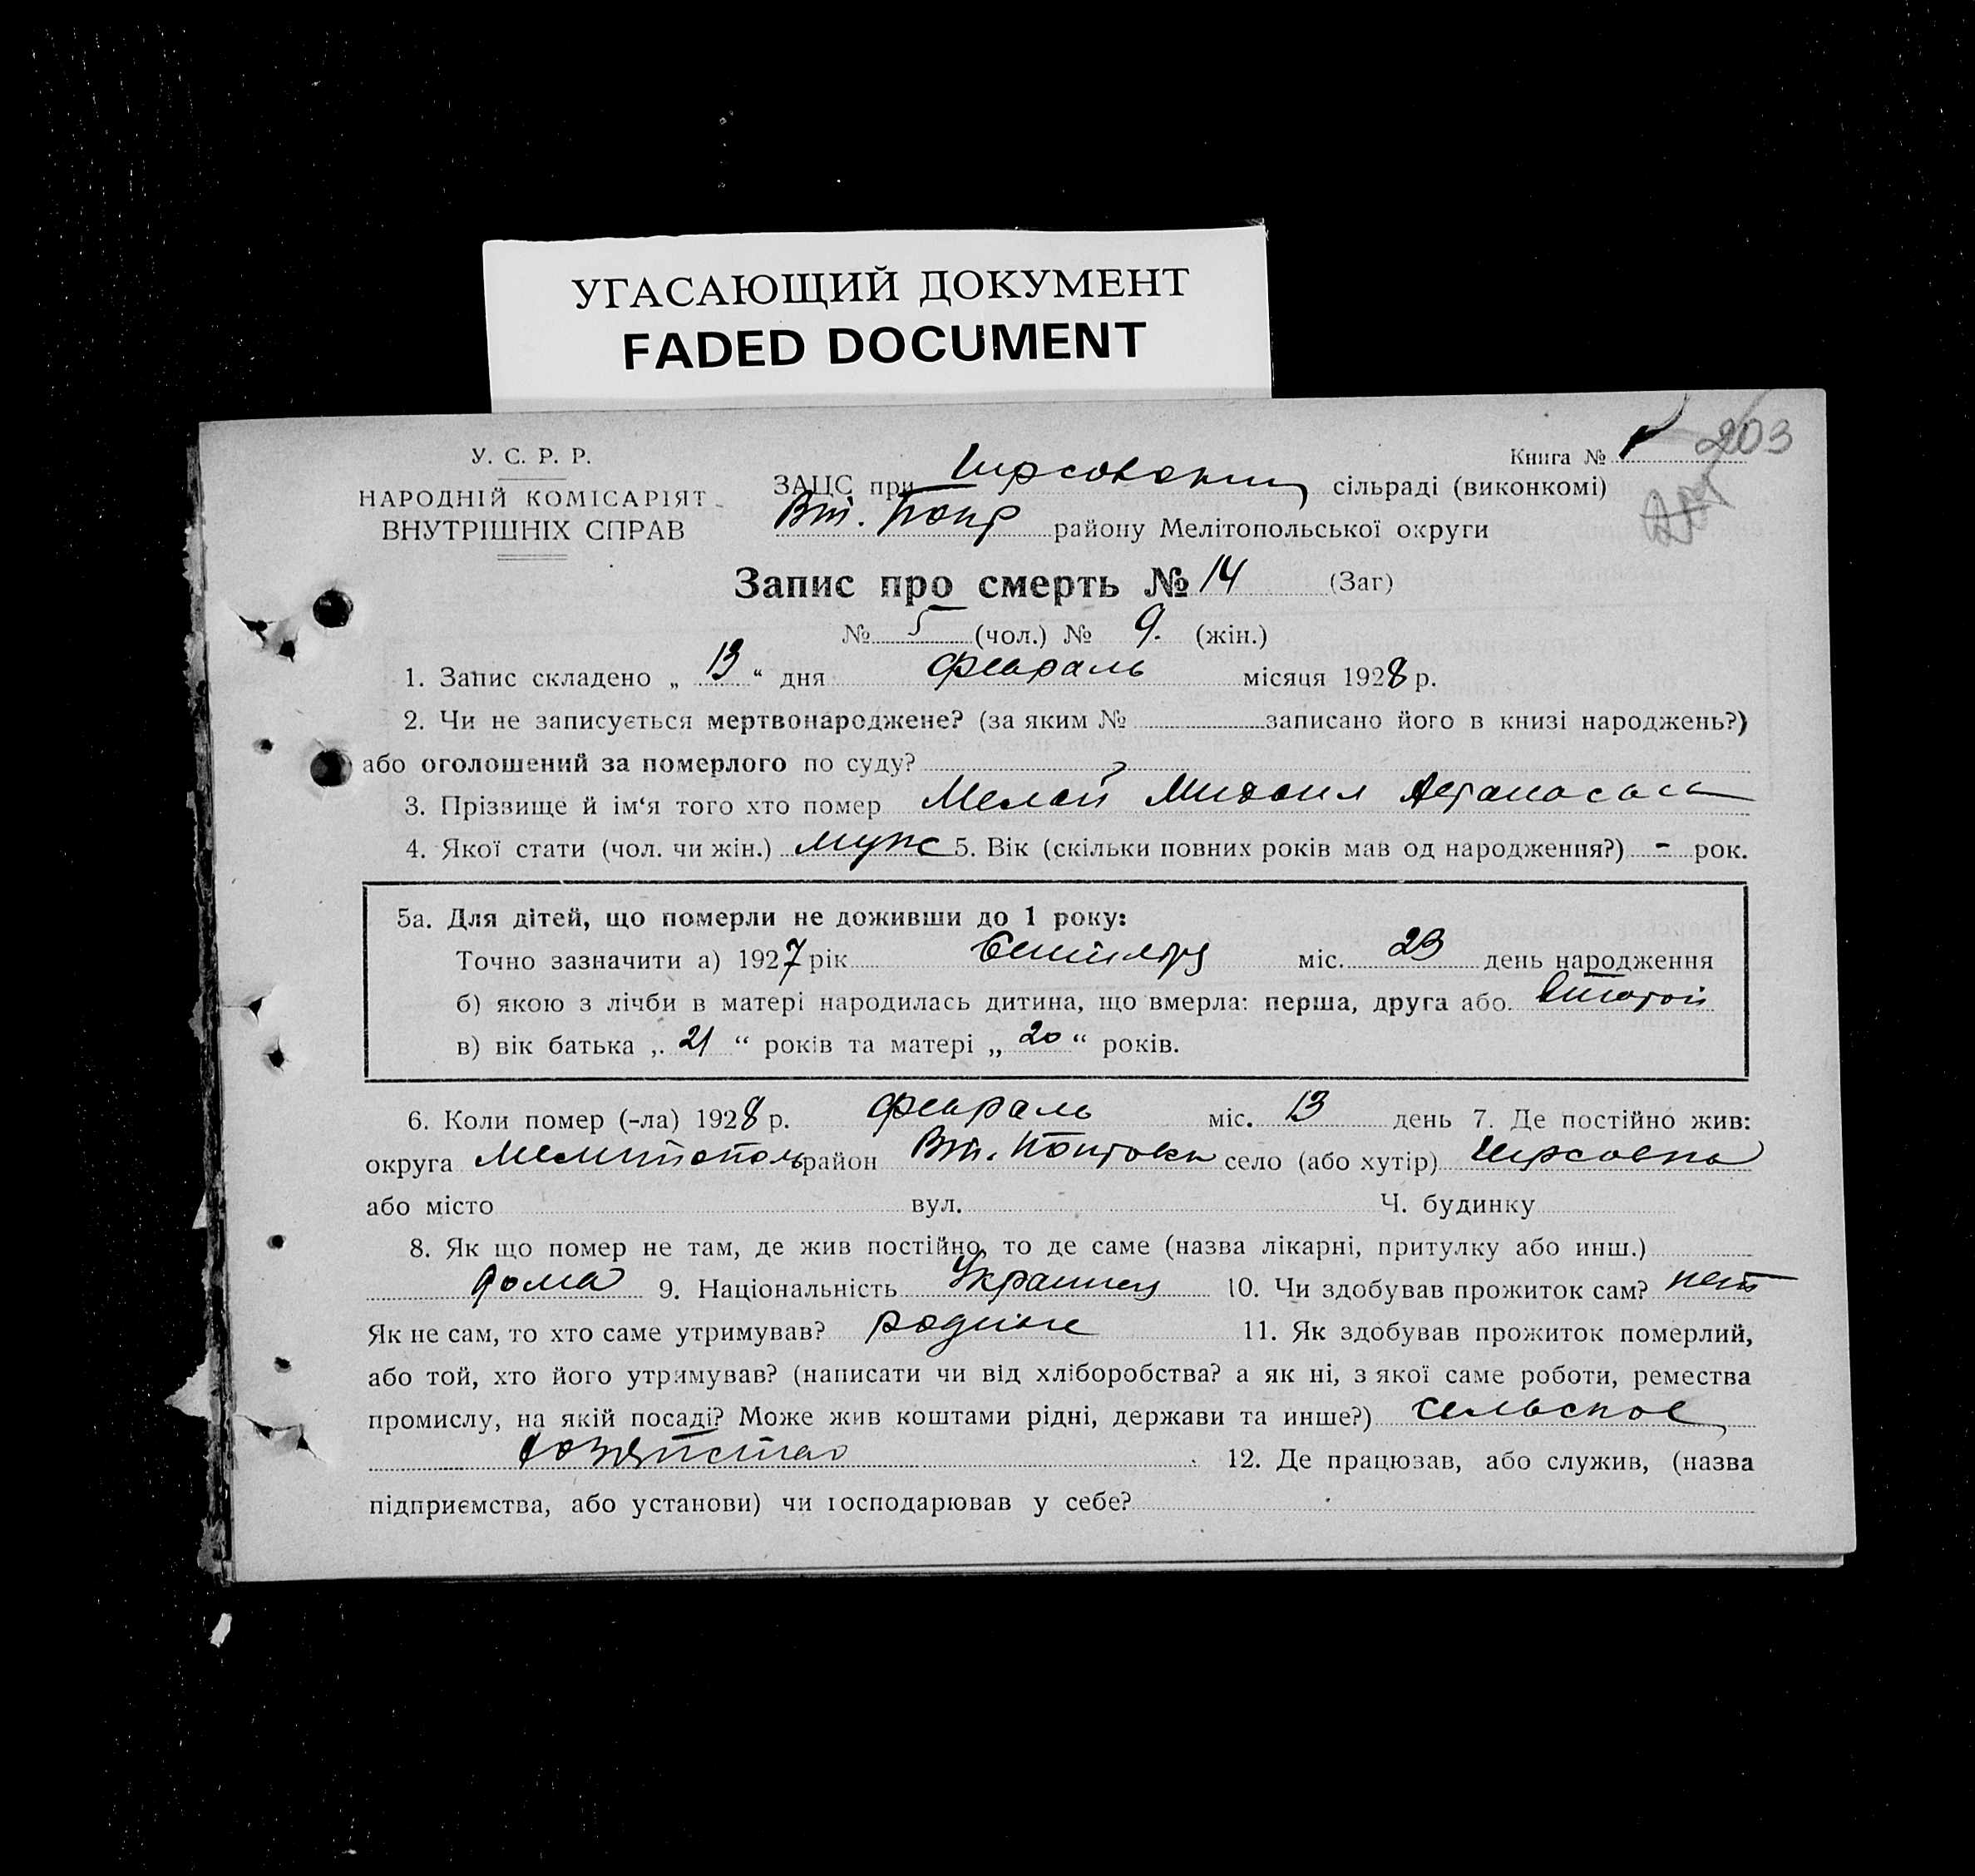 УГАСАЮЩИЙ ДОКУМЕНТ
FADED DOCUMENT
203
У. С. Р. Р.
НАРОДНІЙ КОМІСАРІЯТ
ВНУТРІШНІХ СПРАВ
Книга №
ЗАЦС при сільраді (виконкомі)
Вт. Покр району Мелітопольської округи
Запис про смерть № 14 (Заг)
№ 5 (чол.) № 9. (жін.)
1. Запис складено „ 13 “ дня февраль місяця 1928 р.
2. Чи не записується мертвонароджене? (за яким № записано його в книзі народжень?)
або оголошений за померлого по суду?
3. Прізвище й ім‘я того хто помер Мелай Михаил
4. Якої стати (чол. чи жін.) муж 5. Вік (скільки повних років мав од народження?) - рок.
5а. Для дітей, що померли не доживши до 1 року:
Точно зазначити а) 1927 рік міс. 23 день народження
б) якою з лічби в матері народилась дитина, що вмерла: перша, друга або. второй
в) вік батька „ 21 “ років та матері „ 20 “ років.
6. Коли помер (-ла) 1928 р. февраль міс. 13 день 7. Де постійно жив:
округа Мелитополь район Вт. село (або хутір)
або місто вул. Ч. будинку
8. Як що помер не там, де жив постійно, то де саме (назва лікарні, притулку або инш.)
дома 9. Національність Украинец 10. Чи здобував прожиток сам? нет
Як не сам, то хто саме утримував? 11. Як здобував прожиток померлий,
або той, хто його утримував? (написати чи від хліборобства? а як ні, з якої саме роботи, ремества
промислу, на якій посаді? Може жив коштами рідні, держави та инше?) сельское
хозяйство 12. Де працював, або служив, (назва
підприємства, або установи) чи господарював у себе?